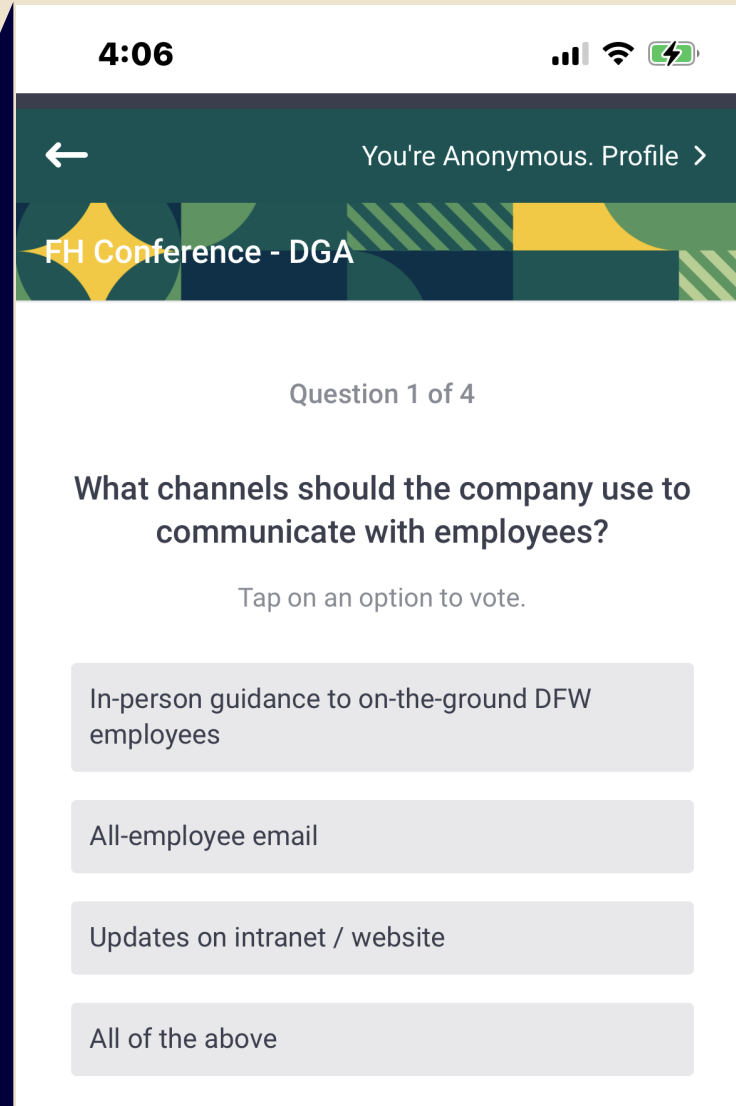 4:06
You're Anonymous. Profile
FH Conference - DGA
Question 1 of 4
What channels should the company use to
communicate with employees?
Tap on an option to vote.
In-person guidance to on-the-ground DFW
employees
All-employee email
Updates on intranet / website
All of the above